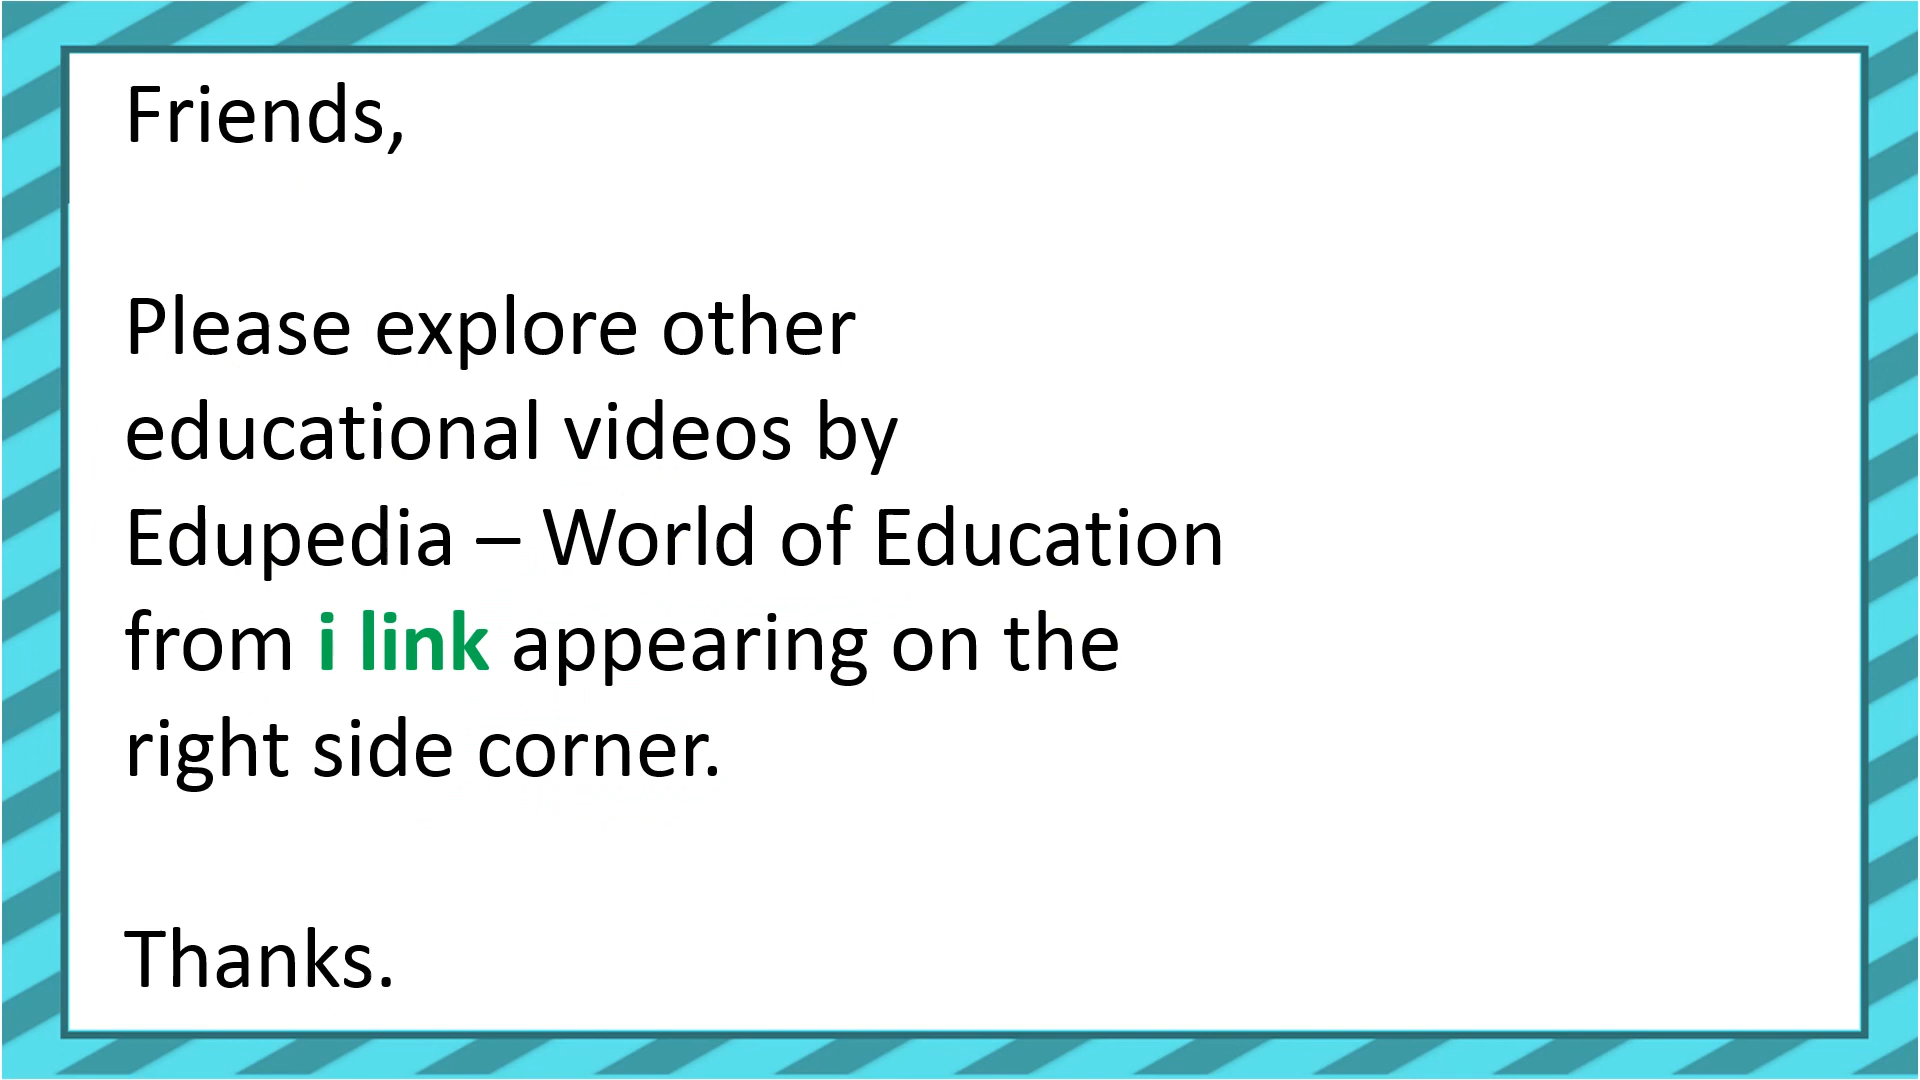 Friends,
Please explore other
educational videos by
Edupedia – World of Education
from i link appearing on the
right side corner.
Thanks.